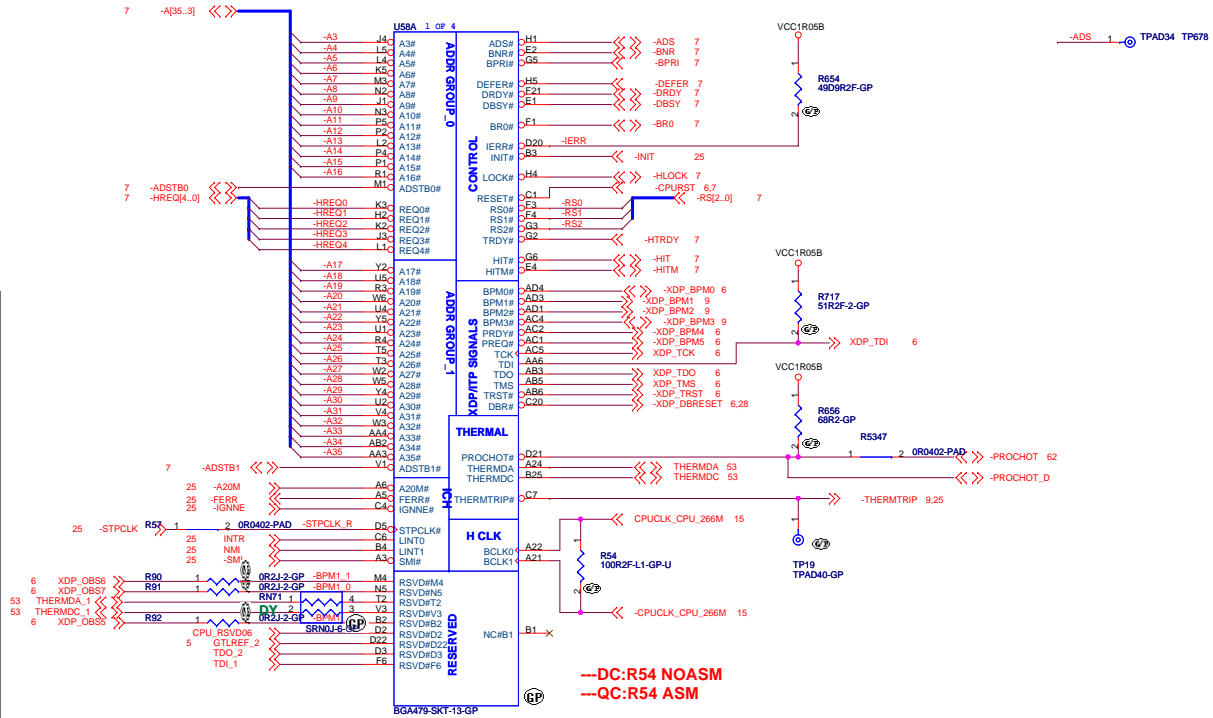 7 -A[35..3]
U58A 1 OF 4
VCC1R05B
-ADS 1 TPAD34 TP678
-A3 J4 A3# ADS# H1 -ADS 7
-A4 L5 A4# BNR# E2 -BNR 7
-A5 L4 A5# BPRI# G5 -BPRI 7
-A6 K5 A6#
-A7 M3 A7# DEFER# H5 -DEFER 7
-A8 N2 A8# DRDY# F21 -DRDY 7
-A9 J1 A9# DBSY# E1 -DBSY 7
-A10 N3 A10#
-A11 P5 A11# BR0# F1 -BR0 7
-A12 P2 A12#
-A13 L2 A13# IERR# D20 -IERR
-A14 P4 A14# INIT# B3 -INIT 25
-A15 P1 A15#
-A16 R1 A16# LOCK# H4 -HLOCK 7
7 -ADSTB0 M1 ADSTB0# RESET# C1 -CPURST 6,7
ADDR GROUP_0
CONTROL
1 R654
49D9R2F-GP
2
7 -HREQ[4..0]
-RS[2..0] 7
-HREQ0 K3 REQ0# RS0# F3 -RS0
-HREQ1 H2 REQ1# RS1# F4 -RS1
-HREQ2 K2 REQ2# RS2# G3 -RS2
-HREQ3 J3 REQ3# TRDY# G2 -HTRDY 7
-HREQ4 L1 REQ4#
HIT# G6 -HIT 7
HITM# E4 -HITM 7
-A17 Y2 A17#
-A18 U5 A18#
-A19 R3 A19# BPM0# AD4 -XDP_BPM0 6
-A20 W6 A20# BPM1# AD3 -XDP_BPM1 9
-A21 U4 A21# BPM2# AD1 -XDP_BPM2 9
-A22 Y5 A22# BPM3# AC4 -XDP_BPM3 9
-A23 U1 A23# PRDY# AC2 -XDP_BPM4 6
-A24 R4 A24# PREQ# AC1 -XDP_BPM5 6
-A25 T5 A25# TCK AC5 XDP_TCK 6
-A26 T3 A26# TDI AA6
-A27 W2 A27# TDO AB3 XDP_TDO 6
-A28 W5 A28# TMS AB5 XDP_TMS 6
-A29 Y4 A29# TRST# AB6 -XDP_TRST 6
-A30 U2 A30# DBR# C20 -XDP_DBRESET 6,28
-A31 V4 A31#
-A32 W3 A32#
-A33 AA4 A33#
-A34 AB2 A34#
-A35 AA3 A35#
7 -ADSTB1 V1 ADSTB1#
ADDR GROUP_1
XDP/ITP SIGNALS
VCC1R05B
1 R717
51R2F-2-GP
2
XDP_TDI 6
VCC1R05B
1 R656
68R2-GP
2
THERMAL
PROCHOT# D21
THERMDA A24 THERMDA 53
THERMDC B25 THERMDC 53
THERMTRIP# C7
R5347
1 2 0R0402-PAD -PROCHOT 62
-PROCHOT_D
-THERMTRIP 9,25
1
TP19
TPAD40-GP
25 -A20M A6 A20M#
25 -FERR A5 FERR#
25 -IGNNE C4 IGNNE#
25 -STPCLK R57 1 2 0R0402-PAD -STPCLK_R D5 STPCLK#
25 INTR C6 LINT0
25 NMI B4 LINT1
25 -SMI A3 SMI#
ICH
H CLK
BCLK0 A22 CPUCLK_CPU_266M 15
BCLK1 A21 -CPUCLK_CPU_266M 15
1 R54
100R2F-L1-GP-U
2
6 XDP_OBS6 R90 1 0R2J-2-GP -BPM1_1 M4 RSVD#M4
6 XDP_OBS7 R91 1 0R2J-2-GP -BPM1_0 N5 RSVD#N5
53 THERMDA_1 RN71 1 4 T2 RSVD#T2
53 THERMDC_1 DY 2 3 V3 RSVD#V3
6 XDP_OBS5 R92 1 0R2J-2-GP -BPM1 B2 RSVD#B2
SRN0J-6-GP
CPU_RSVD06 D2 RSVD#D2
5 GTLREF_2 D22 RSVD#D22
TDO_2 D3 RSVD#D3
TDI_1 F6 RSVD#F6
RESERVED
NC#B1 B1
GP
BGA479-SKT-13-GP
---DC:R54 NOASM
---QC:R54 ASM